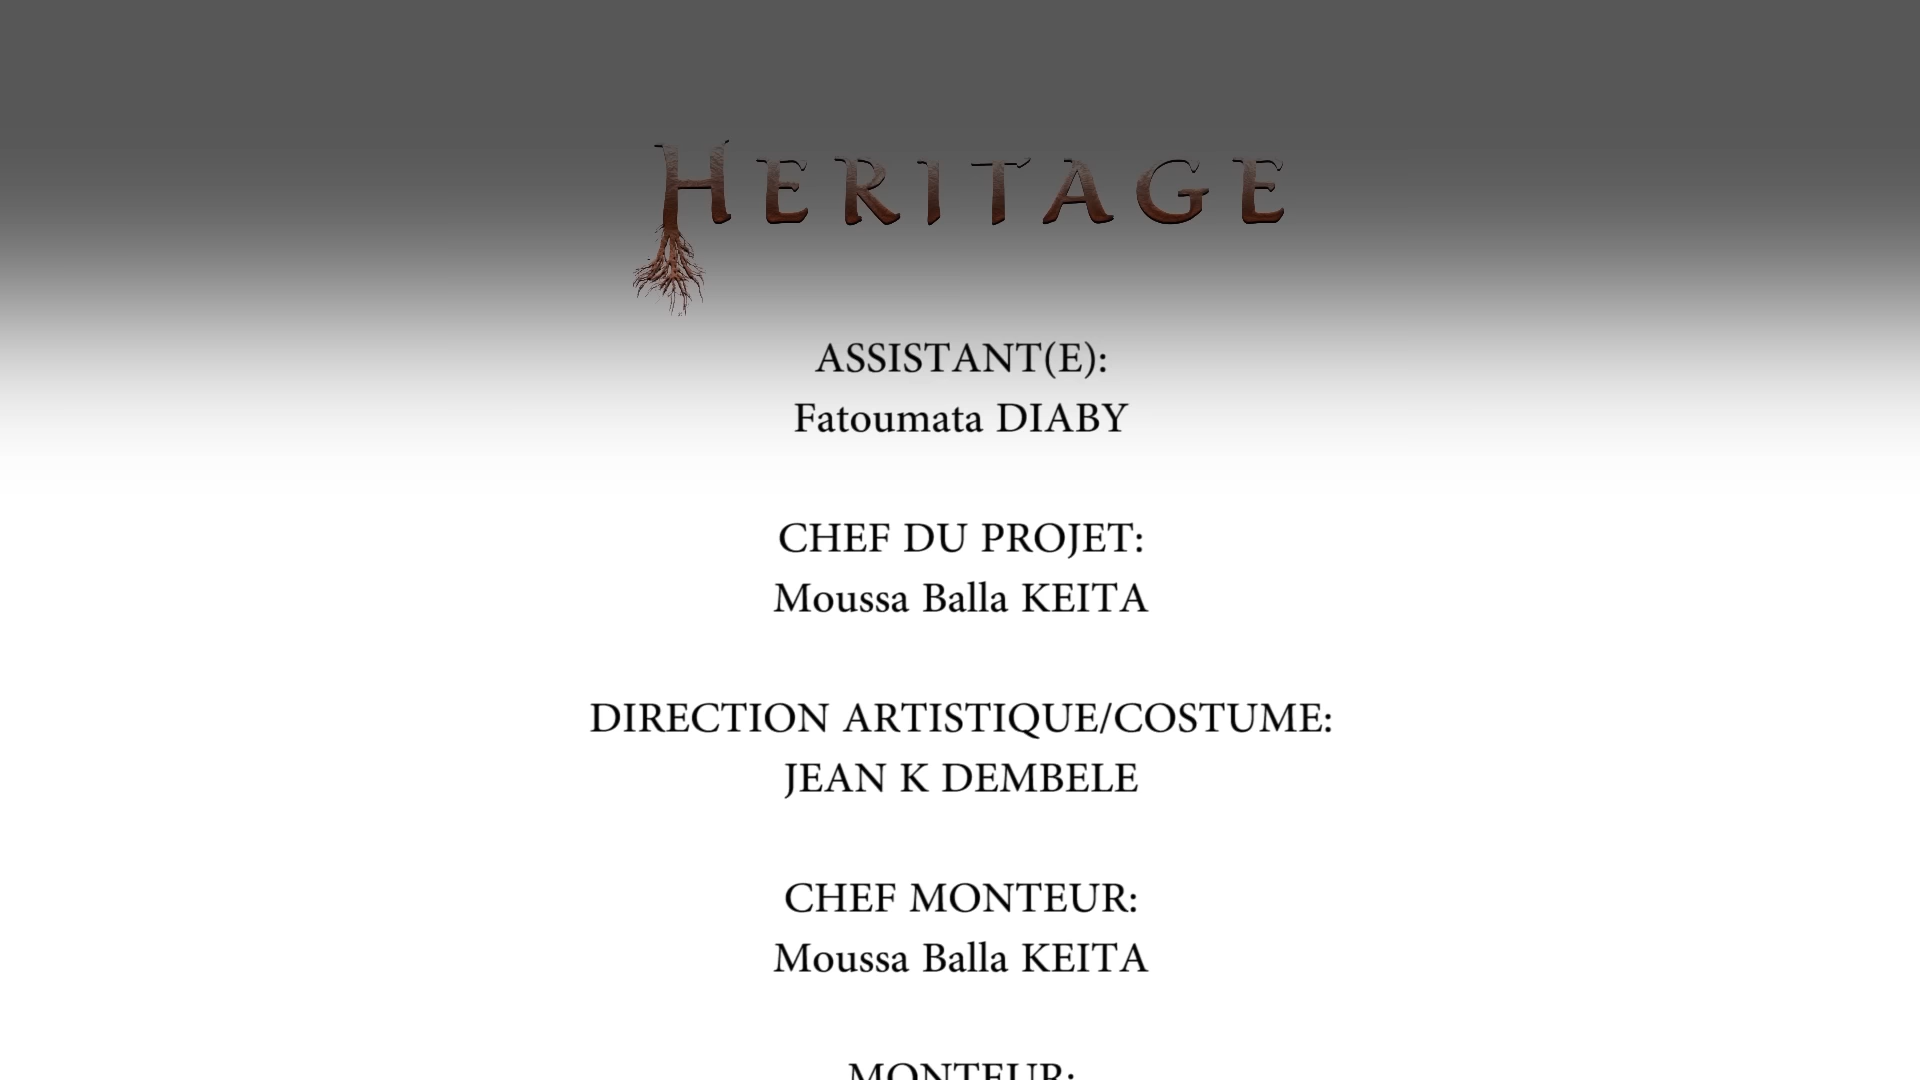 HERITAGE
ASSISTANT(E):
Fatoumata DIABY
CHEF DU PROJET:
Moussa Balla KEITA
DIRECTION ARTISTIQUE/COSTUME:
JEAN K DEMBELE
CHEF MONTEUR:
Moussa Balla KEITA
MONTEUR: